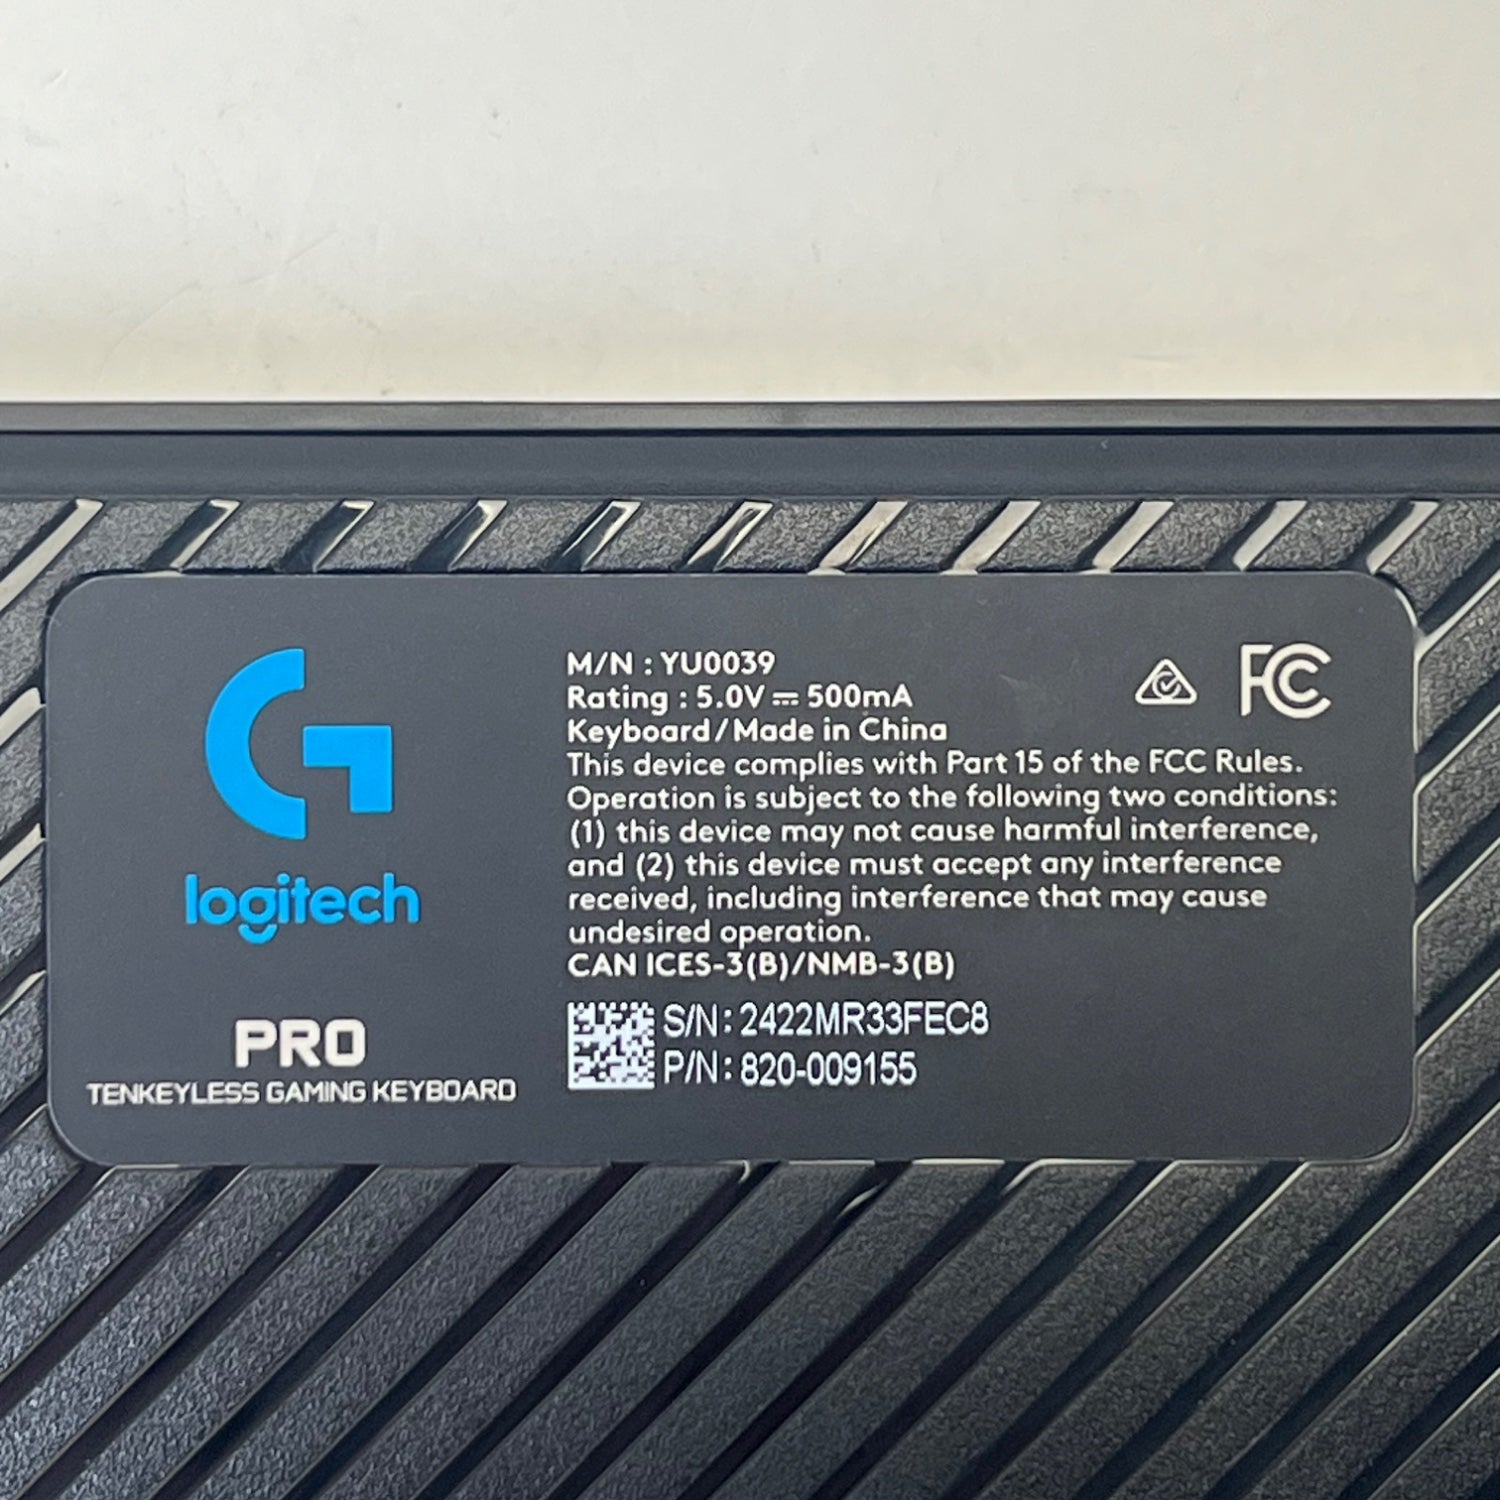 logitech
PRO
TENKEYLESS GAMING KEYBOARD
M/N : YU0039
Rating : 5.0V ⎓ 500mA
Keyboard/Made in China
This device complies with Part 15 of the FCC Rules.
Operation is subject to the following two conditions:
(1) this device may not cause harmful interference,
and (2) this device must accept any interference
received, including interference that may cause
undesired operation.
CAN ICES-3(B)/NMB-3(B)
S/N: 2422MR33FEC8
P/N: 820-009155
FC